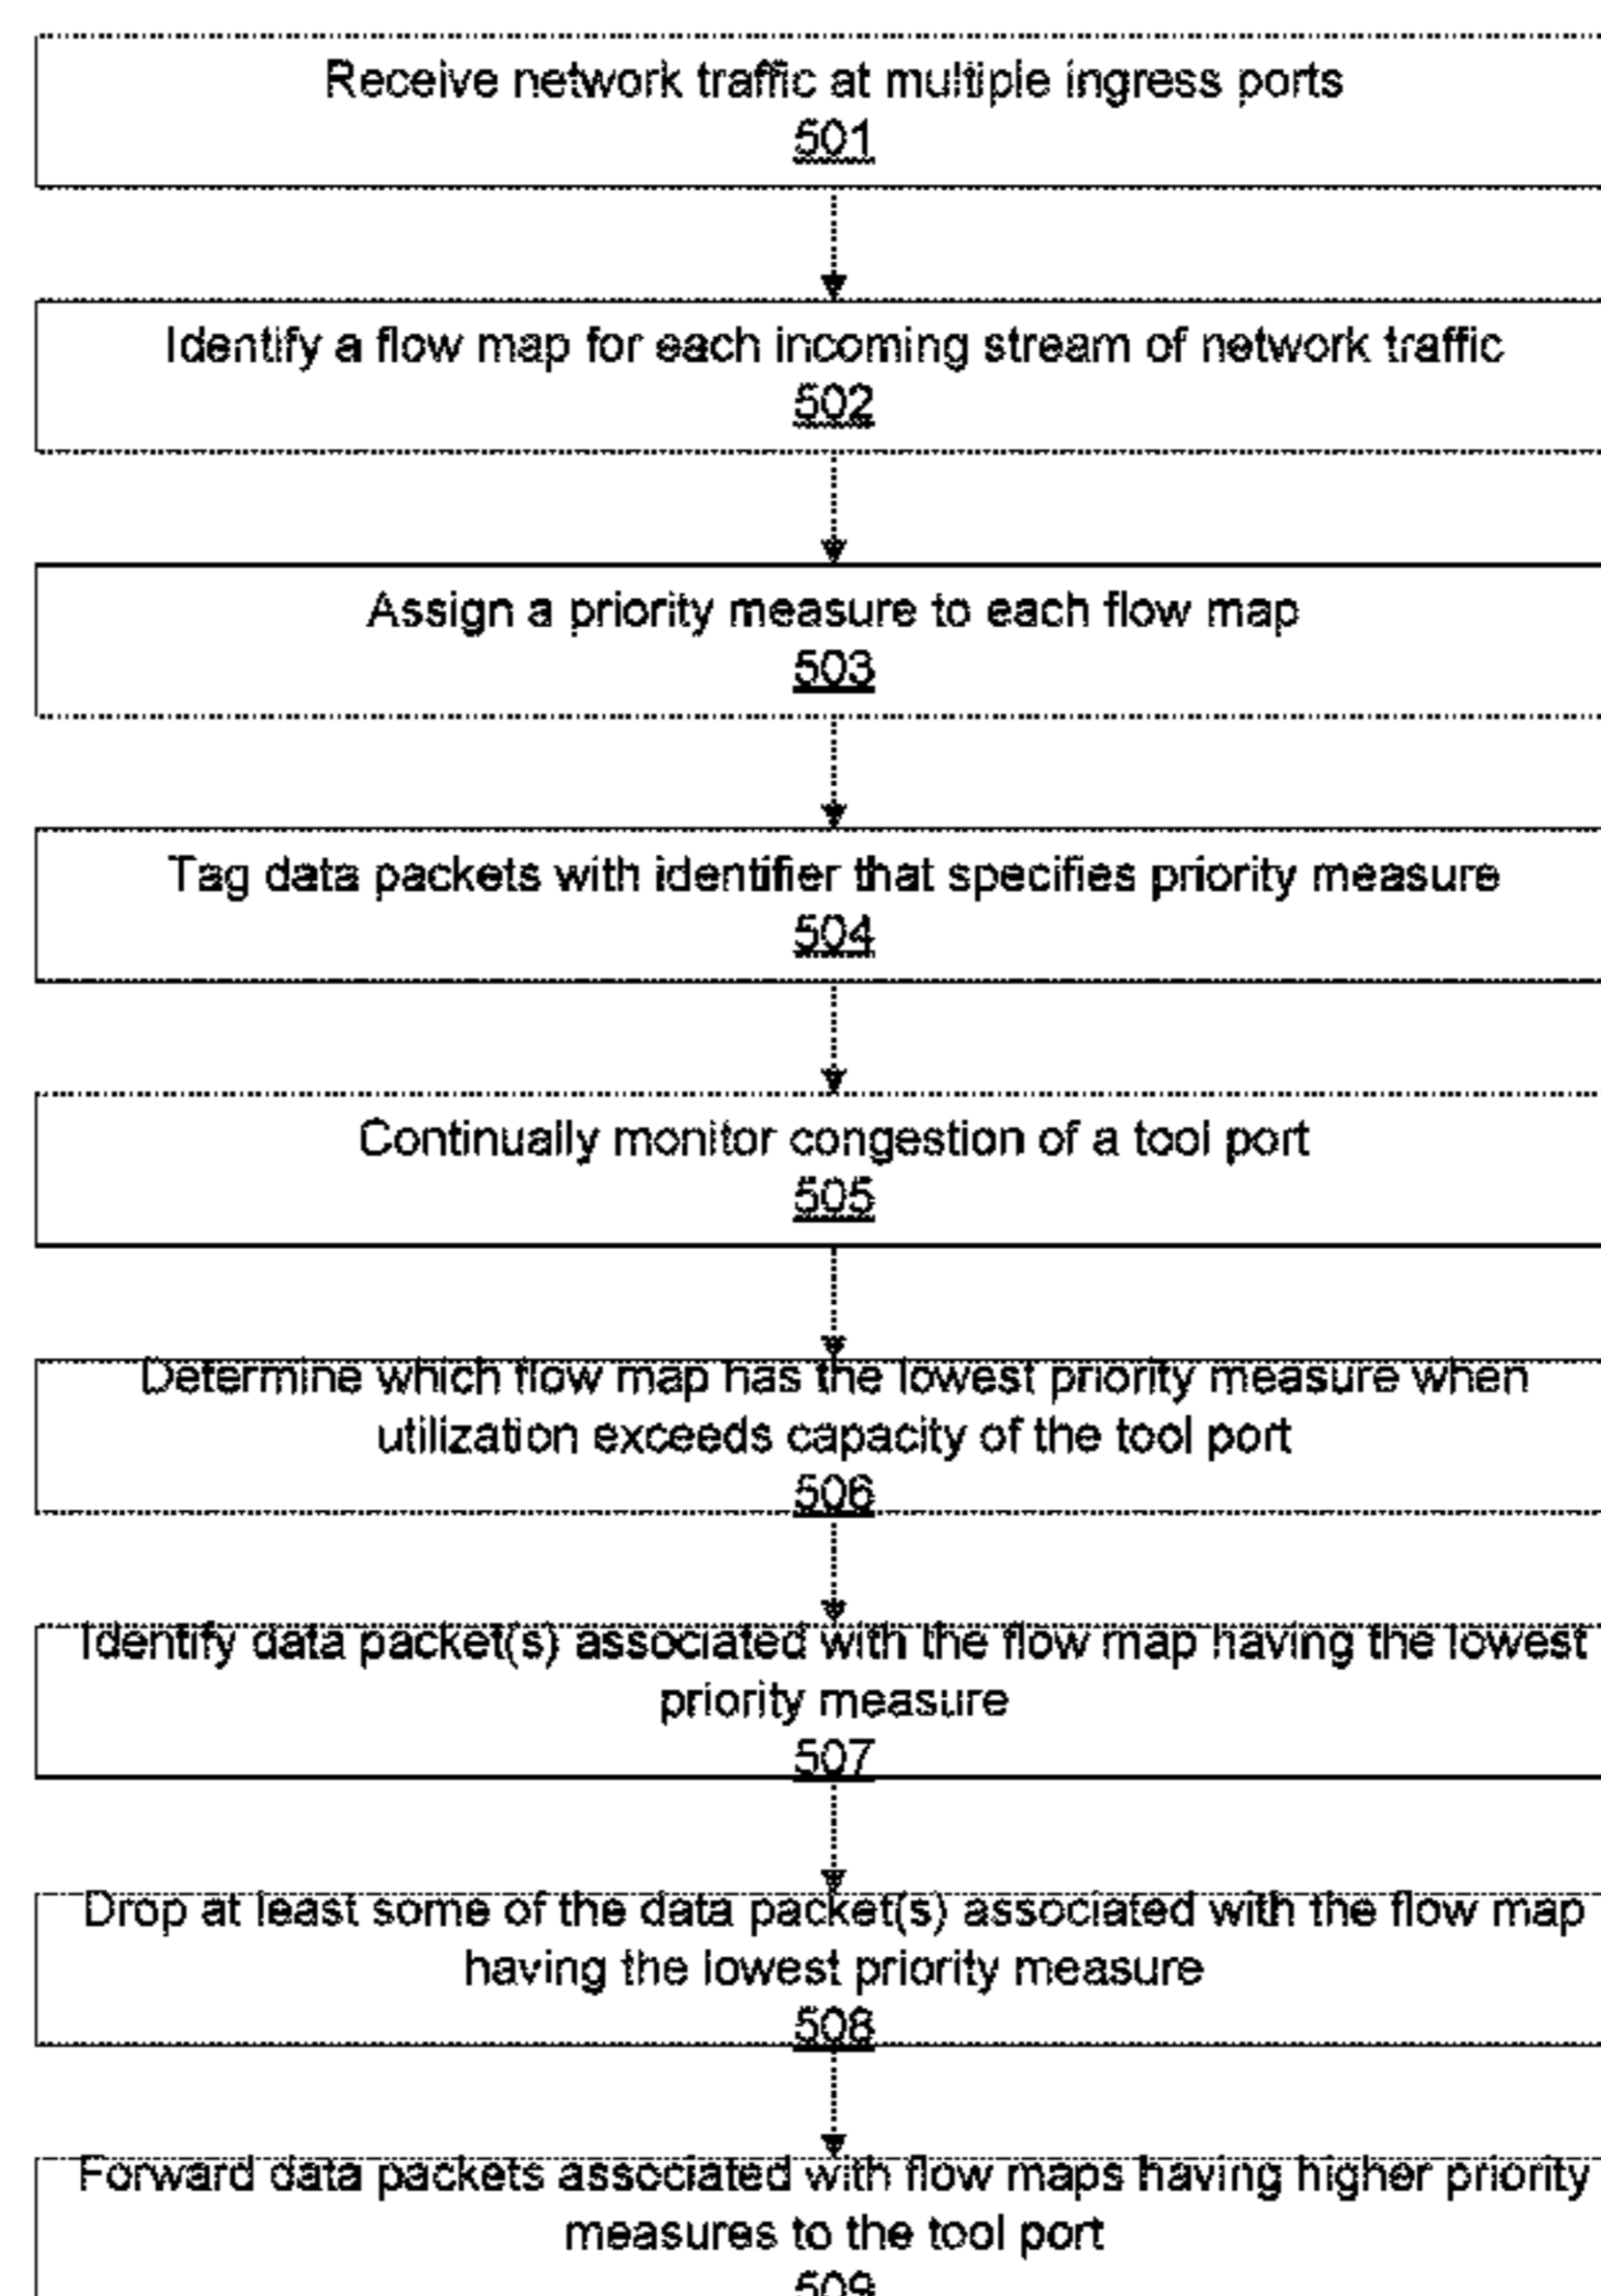 Receive network traffic at multiple ingress ports
501
Identify a flow map for each incoming stream of network traffic
502
Assign a priority measure to each flow map
503
Tag data packets with identifier that specifies priority measure
504
Continually monitor congestion of a tool port
505
Determine which flow map has the lowest priority measure when
utilization exceeds capacity of the tool port
506
Identify data packet(s) associated with the flow map having the lowest
priority measure
507
Drop at least some of the data packet(s) associated with the flow map
having the lowest priority measure
508
Forward data packets associated with flow maps having higher priority
measures to the tool port
509